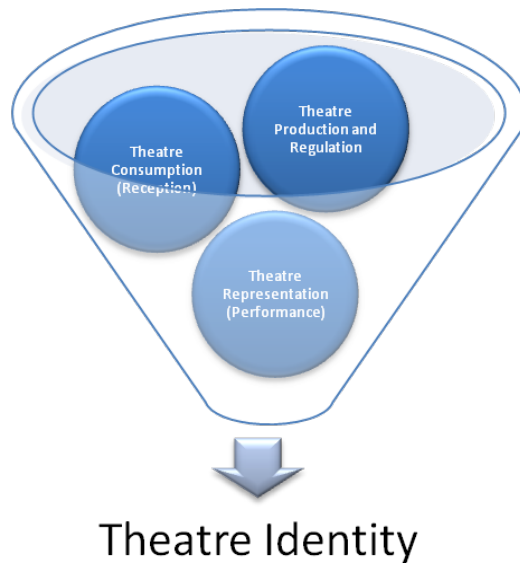 Theatre
Production and
Regulation
Theatre
Consumption
(Reception)
Theatre
Representation
(Performance)
Theatre Identity